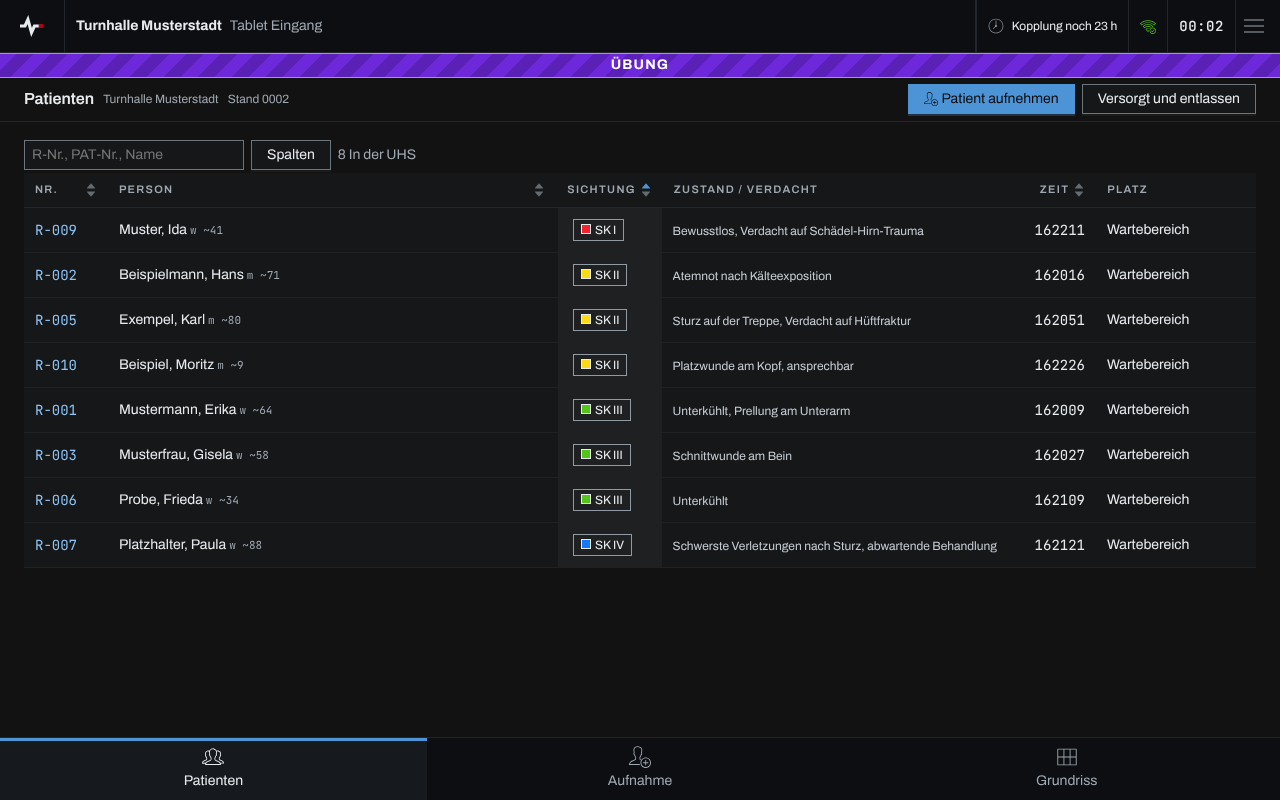 Turnhalle Musterstadt Tablet Eingang Kopplung noch 23 h 00:02
ÜBUNG
Patienten Turnhalle Musterstadt Stand 0002 Patient aufnehmen Versorgt und entlassen
R-Nr., PAT-Nr., Name Spalten 8 In der UHS
NR. PERSON SICHTUNG ZUSTAND / VERDACHT ZEIT PLATZ
R-009 Muster, Ida w ~41 SK I Bewusstlos, Verdacht auf Schädel-Hirn-Trauma 162211 Wartebereich
R-002 Beispielmann, Hans m ~71 SK II Atemnot nach Kälteexposition 162016 Wartebereich
R-005 Exempel, Karl m ~80 SK II Sturz auf der Treppe, Verdacht auf Hüftfraktur 162051 Wartebereich
R-010 Beispiel, Moritz m ~9 SK II Platzwunde am Kopf, ansprechbar 162226 Wartebereich
R-001 Mustermann, Erika w ~64 SK III Unterkühlt, Prellung am Unterarm 162009 Wartebereich
R-003 Musterfrau, Gisela w ~58 SK III Schnittwunde am Bein 162027 Wartebereich
R-006 Probe, Frieda w ~34 SK III Unterkühlt 162109 Wartebereich
R-007 Platzhalter, Paula w ~88 SK IV Schwerste Verletzungen nach Sturz, abwartende Behandlung 162121 Wartebereich
Patienten Aufnahme Grundriss